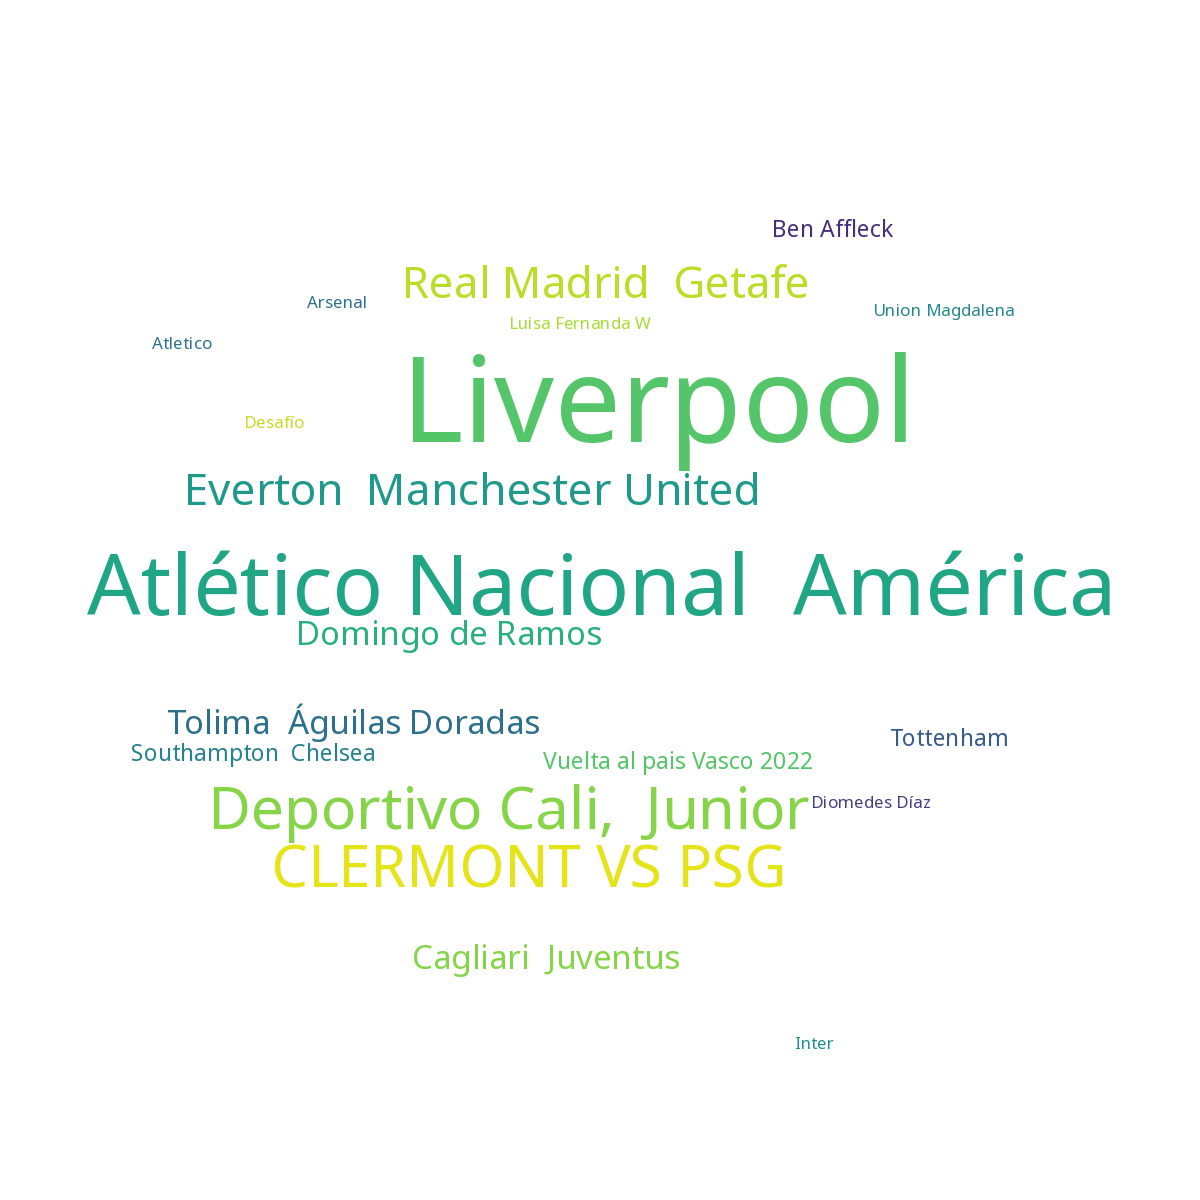 Ben Affleck
Real Madrid  Getafe
Arsenal
Union Magdalena
Luisa Fernanda W
Atletico
Liverpool
Desafío
Everton  Manchester United
Atlético Nacional  América
Domingo de Ramos
Tolima  Águilas Doradas
Tottenham
Southampton  Chelsea
Vuelta al pais Vasco 2022
Deportivo Cali,  Junior
Diomedes Díaz
CLERMONT VS PSG
Cagliari  Juventus
Inter